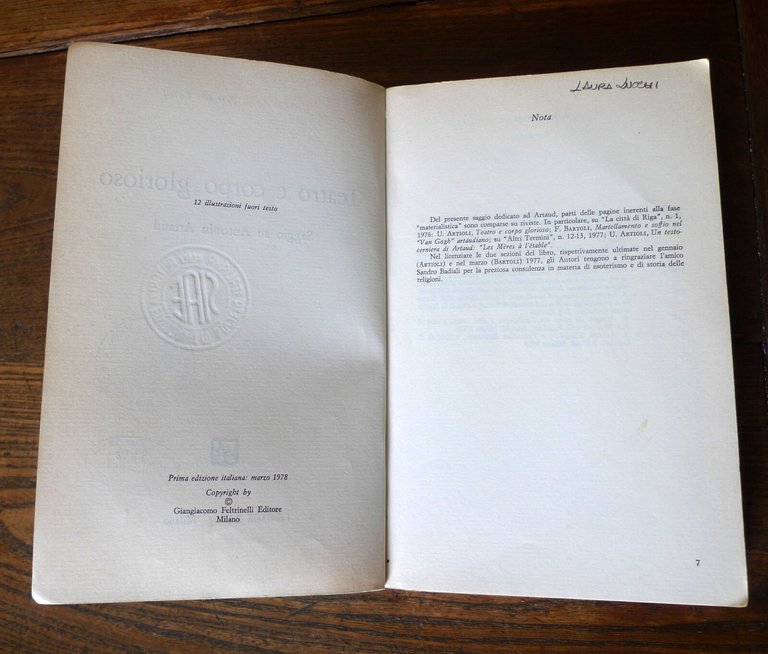 Teatro e corpo glorioso
12 illustrazioni fuori testo
Antonin Artaud
Prima edizione italiana: marzo 1978
Copyright by
©
Giangiacomo Feltrinelli Editore
Milano
Nota
Del presente saggio dedicato ad Artaud, parti delle pagine inerenti alla fase
"materialistica" sono comparse su riviste. In particolare, su "La città di Riga", n. 1,
1976: U. ARTIOLI, Teatro e corpo glorioso; F. BARTOLI, Martellamento e soffio nel
"Van Gogh" artaudiano; su "Altri Termini", n. 12-13, 1977; U. ARTIOLI, Un testo-
cerniera di Artaud: "Les Mères à l'étable".
Nel licenziare le due sezioni del libro, rispettivamente ultimate nel gennaio
(ARTIOLI) e nel marzo (BARTOLI) 1977, gli Autori tengono a ringraziare l'amico
Sandro Badiali per la preziosa consulenza in materia di esoterismo e di storia delle
religioni.
7